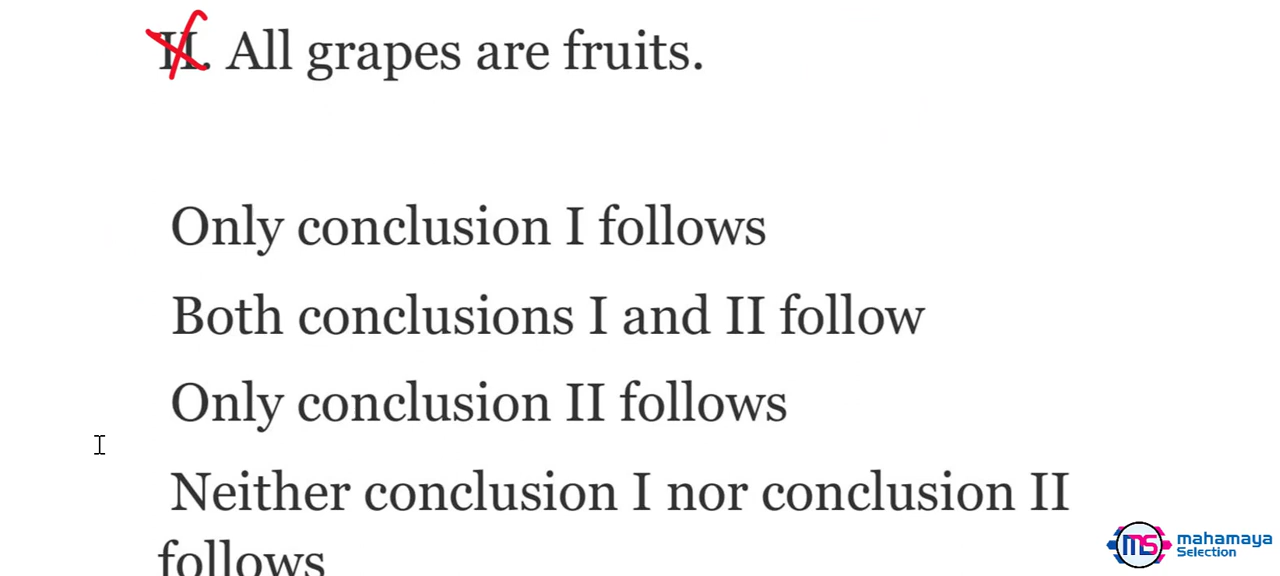 II. All grapes are fruits.
Only conclusion I follows
Both conclusions I and II follow
Only conclusion II follows
Neither conclusion I nor conclusion II
follows
mahamaya
Selection